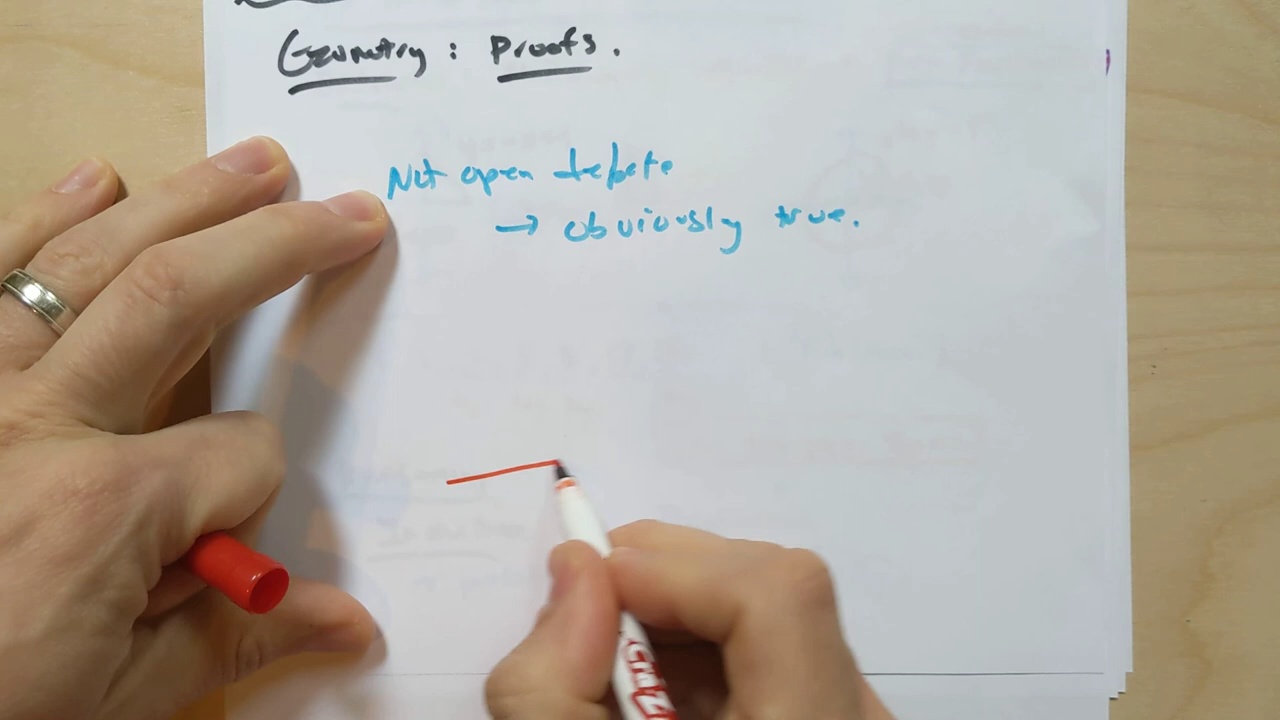 Geometry : Proofs.
Not open debate
→ obviously true.